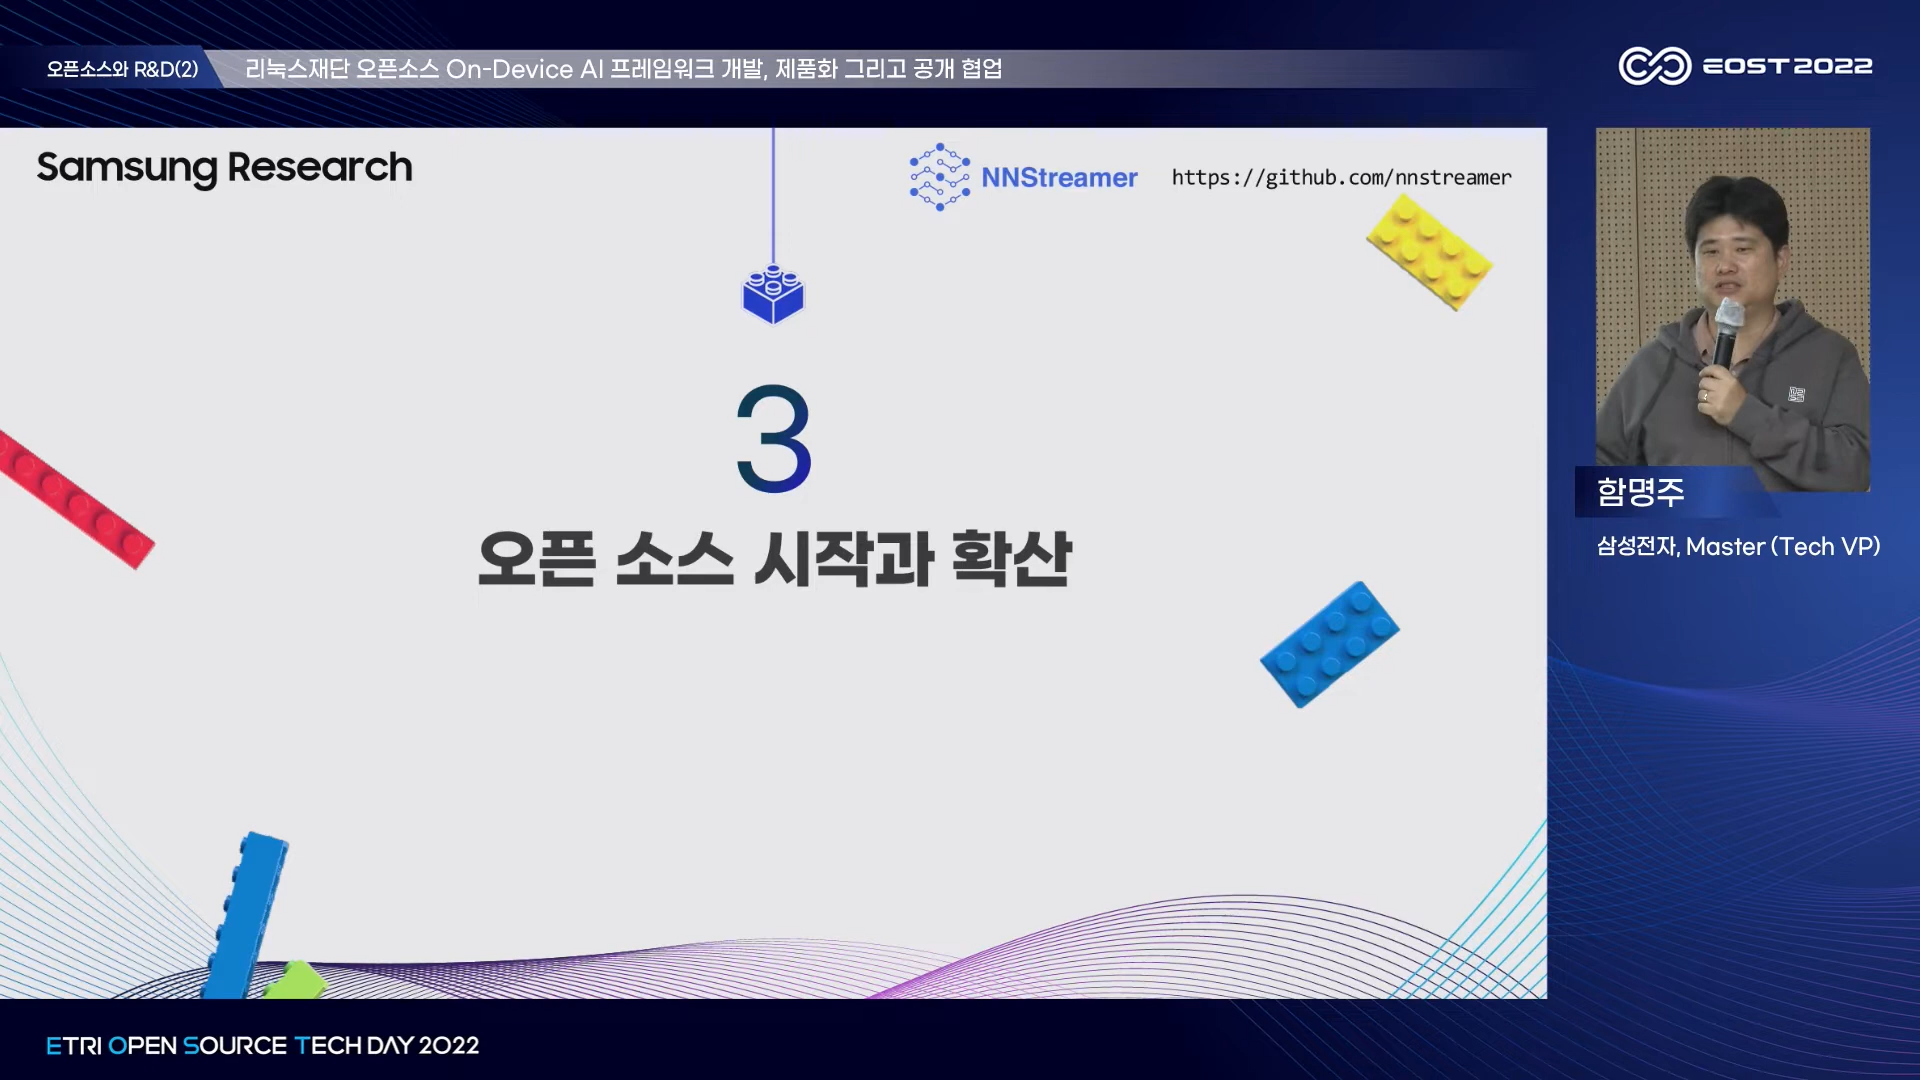 오픈소스와 R&D(2)
리눅스재단 오픈소스 On-Device AI 프레임워크 개발, 제품화 그리고 공개 협업
EOST 2022
Samsung Research
NNStreamer
https://github.com/nnstreamer
3
오픈 소스 시작과 확산
함명주
삼성전자, Master (Tech VP)
ETRI OPEN SOURCE TECH DAY 2022